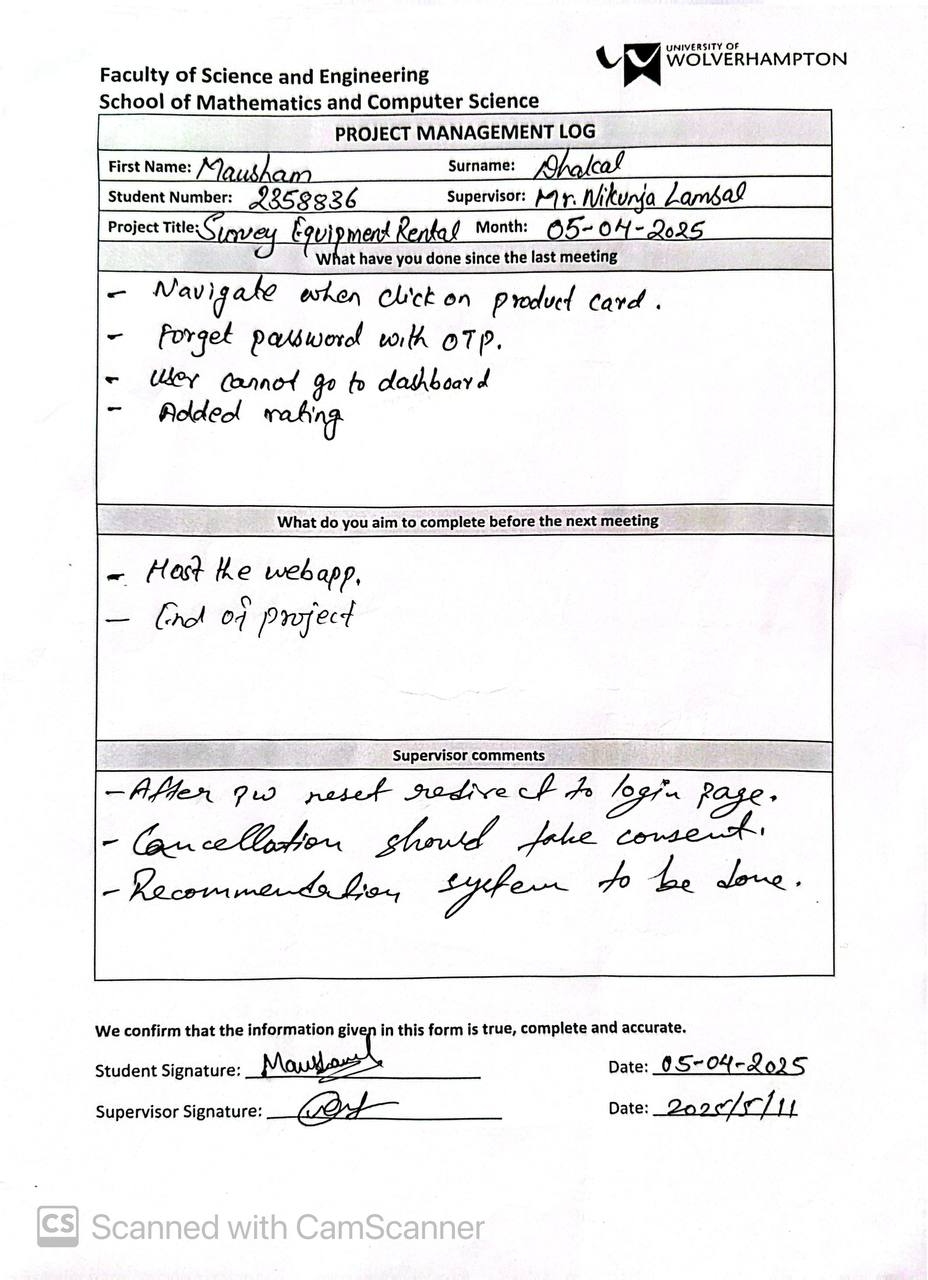 UNIVERSITY OF
WOLVERHAMPTON
Faculty of Science and Engineering
School of Mathematics and Computer Science
PROJECT MANAGEMENT LOG
First Name: Mausham Surname: Dhakal
Student Number: 2358836 Supervisor: Mr. Nikunja Lamsal
Project Title: Survey Equipment Rental Month: 05-04-2025
What have you done since the last meeting
- Navigate when click on product card.
- Forget password with OTP.
- User cannot go to dashboard
- Added rating
What do you aim to complete before the next meeting
- Host the webapp.
- End of project
Supervisor comments
- After pw reset redirect to login page.
- Cancellation should take consent.
- Recommendation system to be done.
We confirm that the information given in this form is true, complete and accurate.
Student Signature: Mausham Date: 05-04-2025
Supervisor Signature: Date: 2025/5/11
CS Scanned with CamScanner